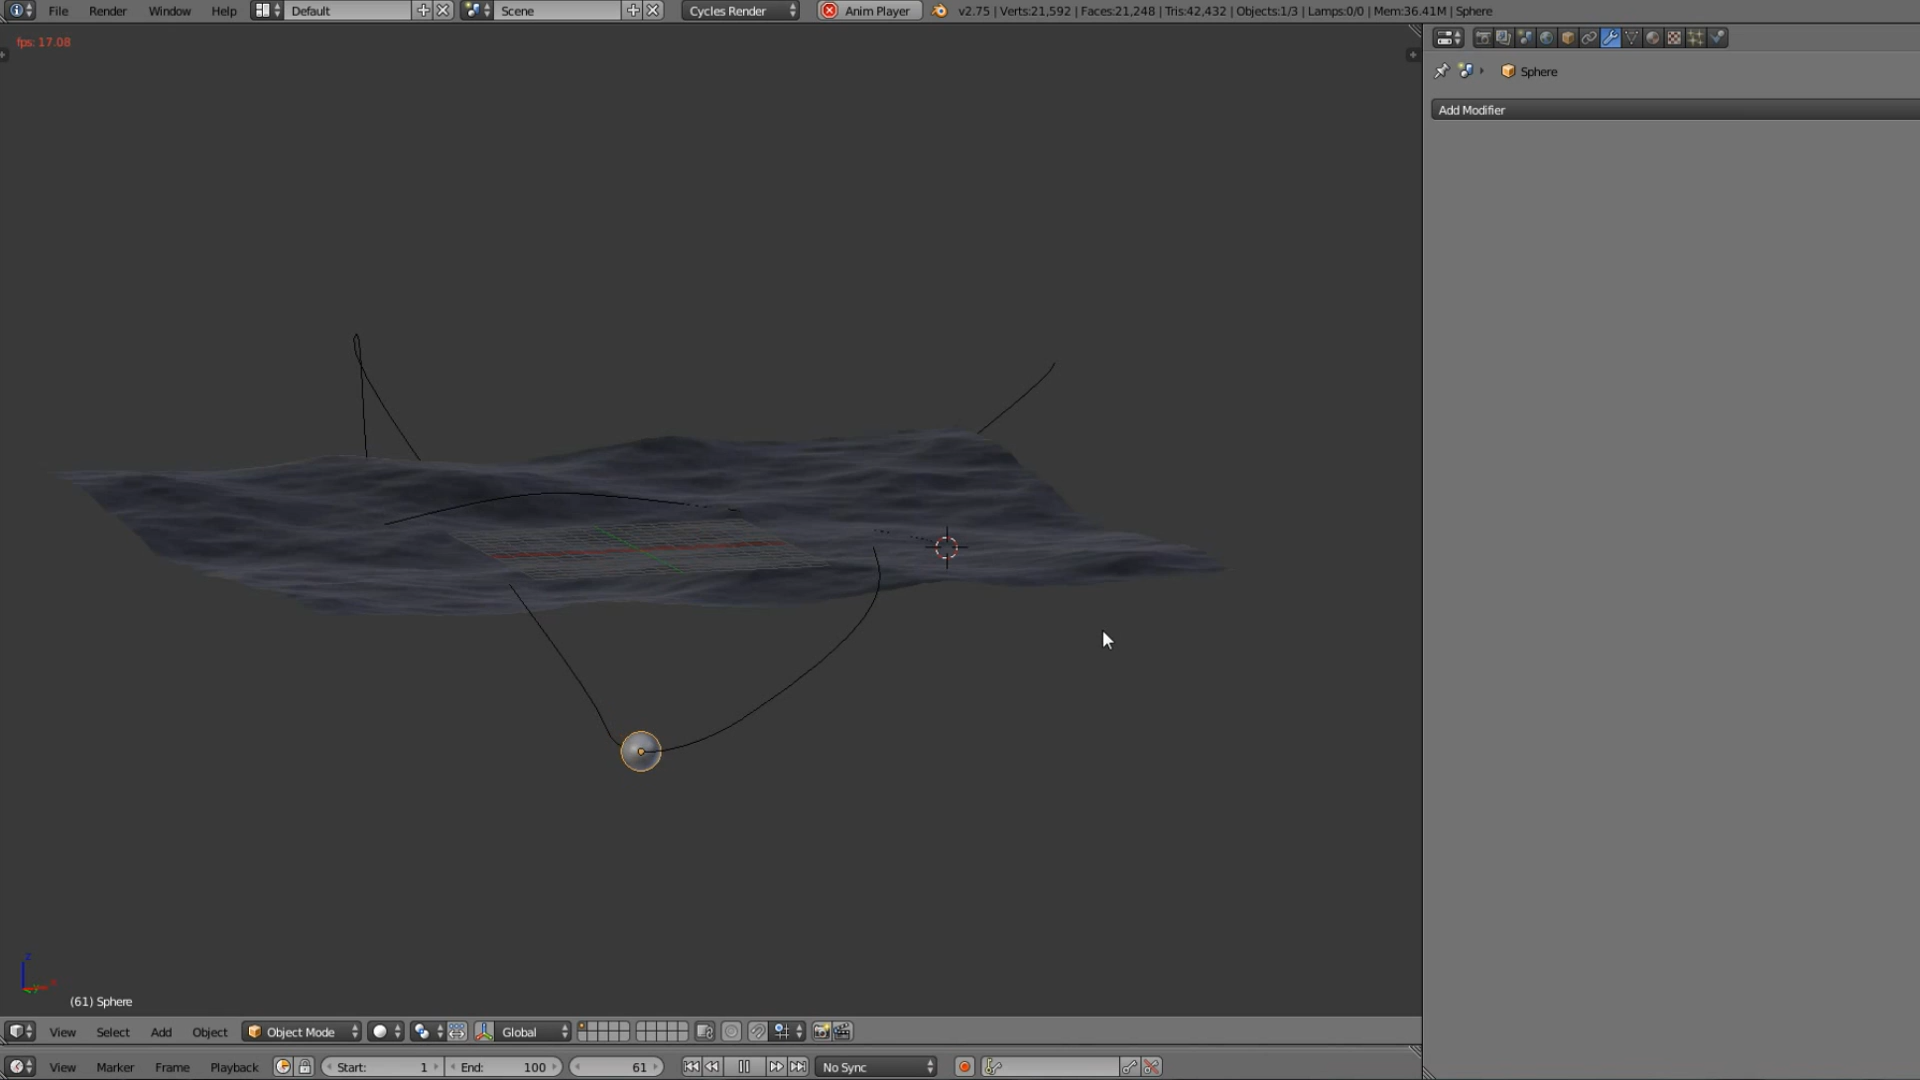 File Render Window Help Default Scene Cycles Render Anim Player v2.75 | Verts:21,592 | Faces:21,248 | Tris:42,432 | Objects:1/3 | Lamps:0/0 | Mem:36.41M | Sphere
fps: 17.08
Sphere
Add Modifier
z
(61) Sphere
View Select Add Object Object Mode Global
View Marker Frame Playback Start: 1 End: 100 61 No Sync